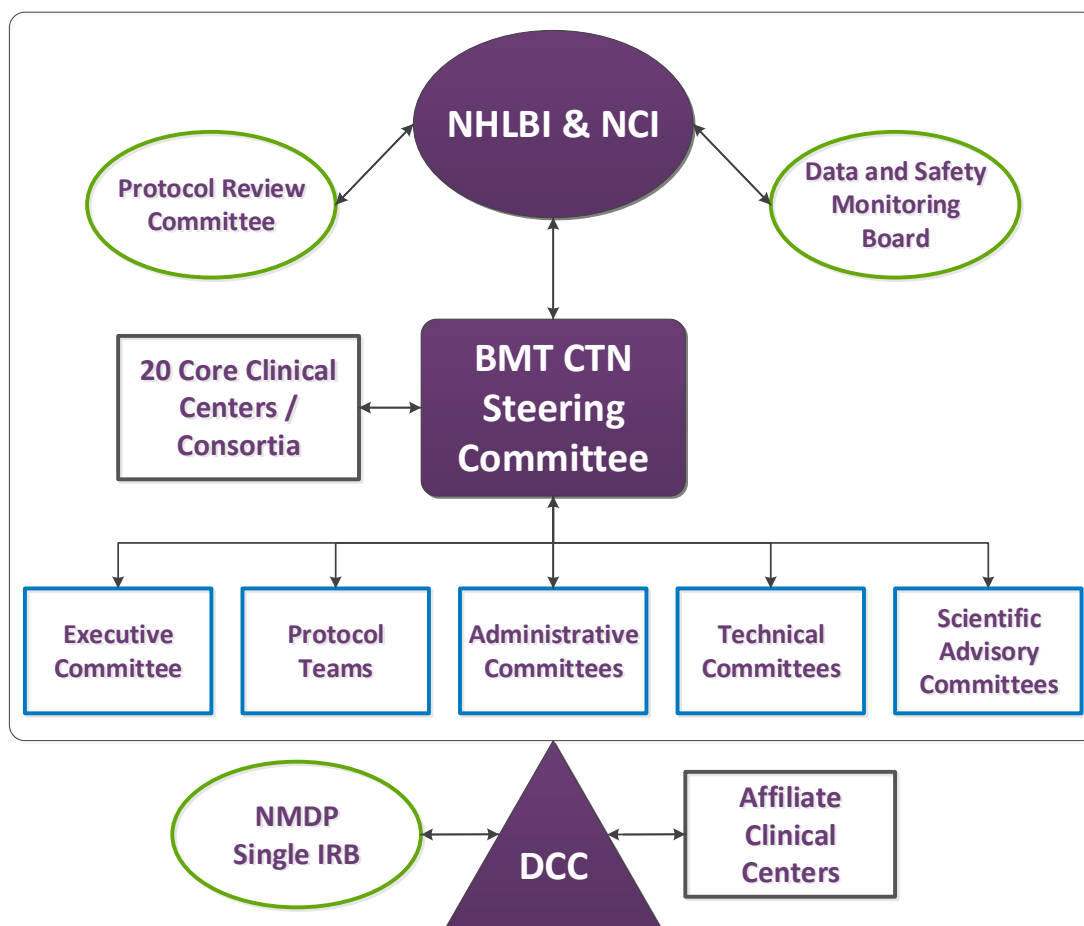 NHLBI & NCI
Protocol Review
Committee
Data and Safety
Monitoring
Board
20 Core Clinical
Centers /
Consortia
BMT CTN
Steering
Committee
Executive
Committee
Protocol
Teams
Administrative
Committees
Technical
Committees
Scientific
Advisory
Committees
NMDP
Single IRB
DCC
Affiliate
Clinical
Centers